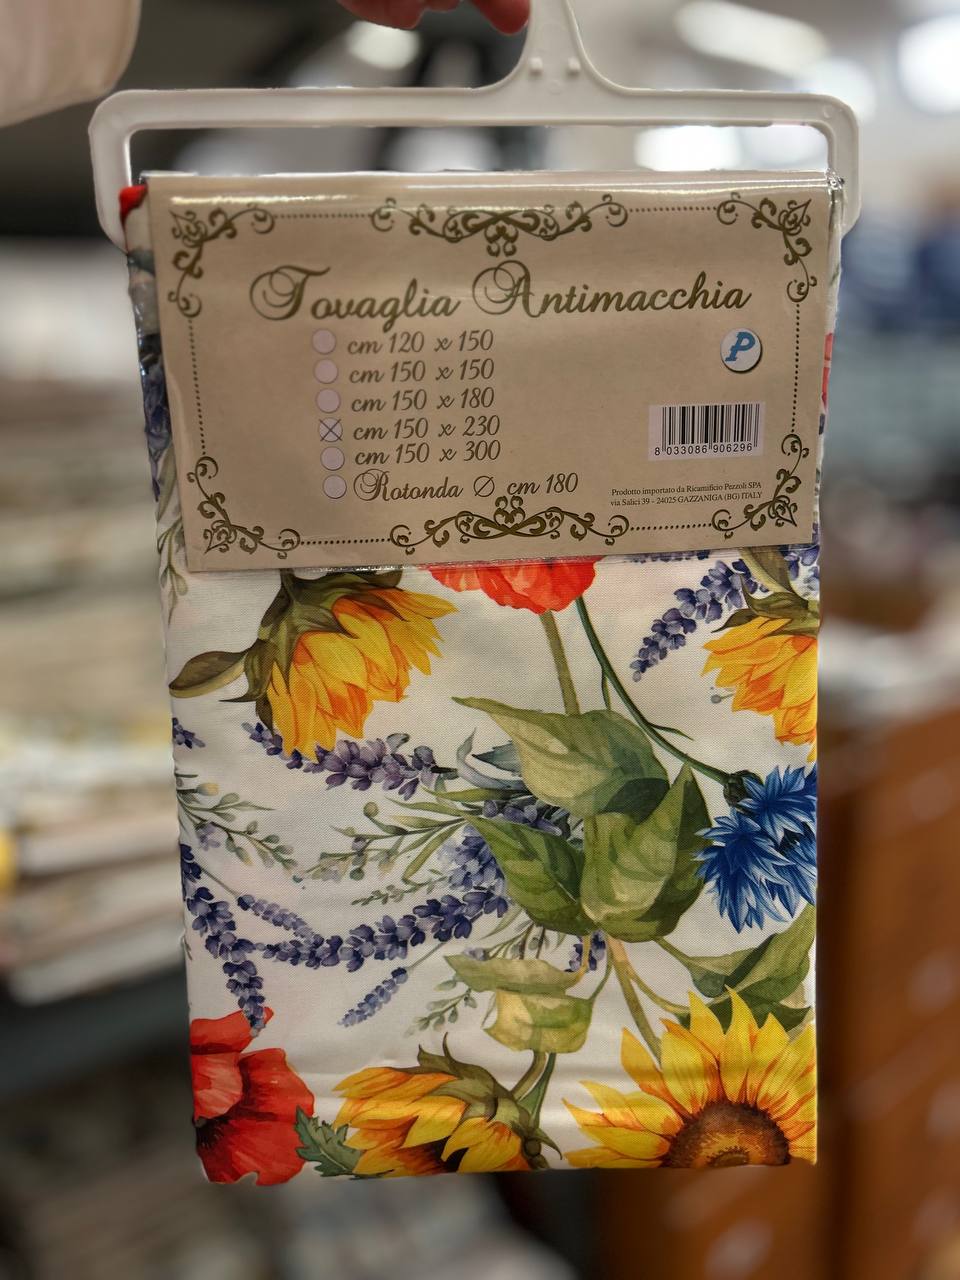 Tovaglia Antimacchia
cm 120 x 150
cm 150 x 150
cm 150 x 180
cm 150 x 230
cm 150 x 300
Rotonda Ø cm 180
P
8 033086 906296
Prodotto importato da Ricamificio Pezzoli SPA
via Salici 39 - 24025 GAZZANIGA (BG) ITALY